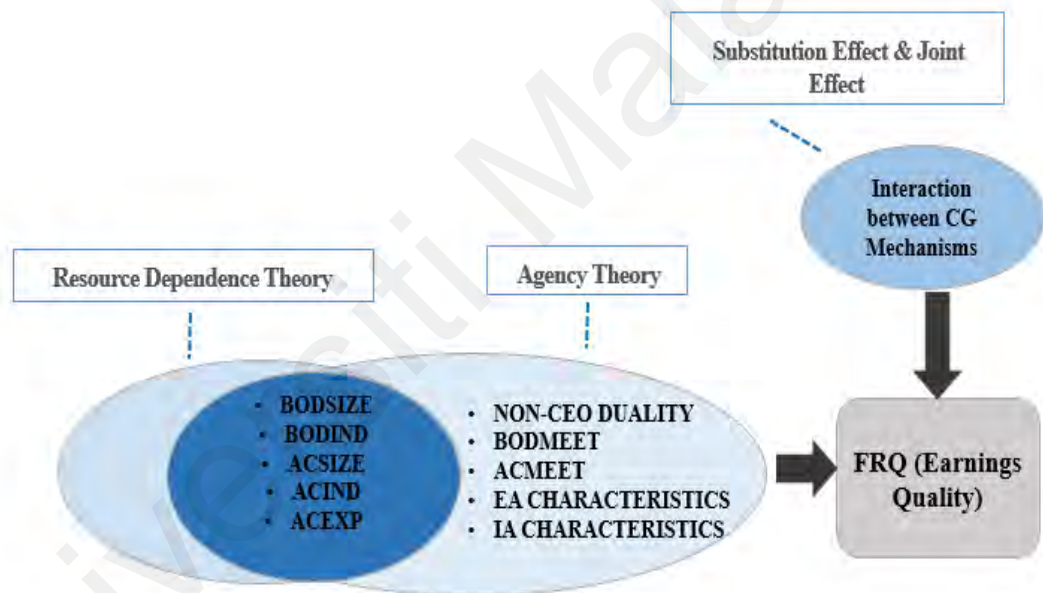 Substitution Effect & Joint
Effect
Interaction
between CG
Mechanisms
Resource Dependence Theory
Agency Theory
• BODSIZE
• BODIND
• ACSIZE
• ACIND
• ACEXP
• NON-CEO DUALITY
• BODMEET
• ACMEET
• EA CHARACTERISTICS
• IA CHARACTERISTICS
FRQ (Earnings
Quality)